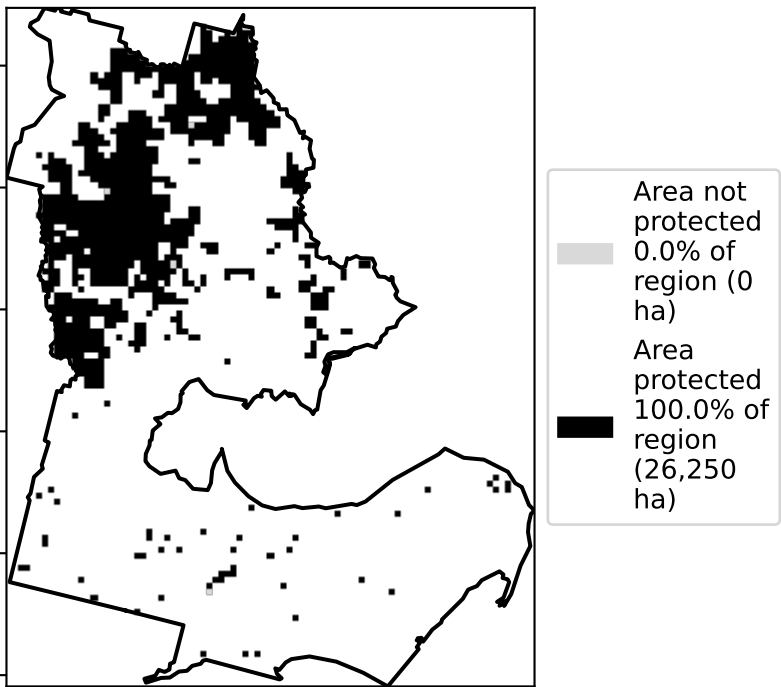 Area not
protected
0.0% of
region (0
ha)
Area
protected
100.0% of
region
(26,250
ha)